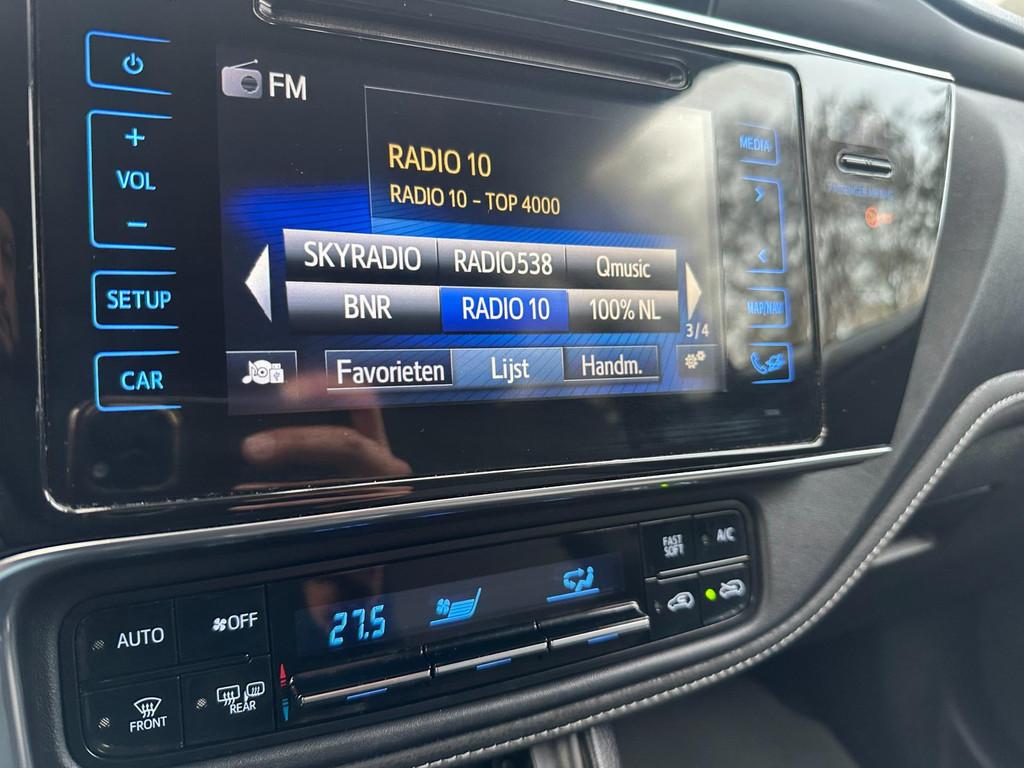 FM
RADIO 10
RADIO 10 - TOP 4000
SKYRADIO RADIO538 Qmusic
BNR RADIO 10 100% NL
3/4
Favorieten Lijst Handm.
+
VOL
-
SETUP
CAR
MEDIA
>
<
MAP/NAV
27.5
AUTO
OFF
FRONT
REAR
FAST
SOFT
A/C